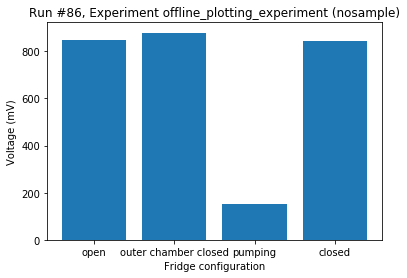 Run #86, Experiment offline_plotting_experiment (nosample)
800
600
400
200
0
Voltage (mV)
open outer chamber closed pumping closed
Fridge configuration